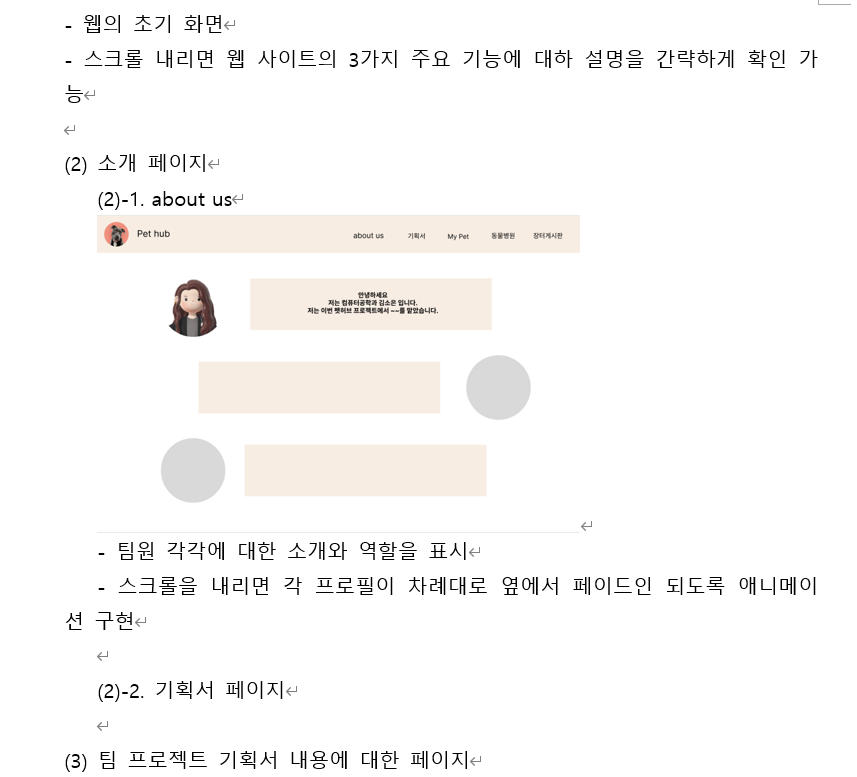 - 웹의 초기 화면
- 스크롤 내리면 웹 사이트의 3가지 주요 기능에 대하 설명을 간략하게 확인 가
능
(2) 소개 페이지
(2)-1. about us
Pet hub about us 기획서 My Pet 동물병원 장터게시판
안녕하세요
저는 컴퓨터공학과 김소은 입니다.
저는 이번 펫허브 프로젝트에서 ~~를 맡았습니다.
- 팀원 각각에 대한 소개와 역할을 표시
- 스크롤을 내리면 각 프로필이 차례대로 옆에서 페이드인 되도록 애니메이
션 구현
(2)-2. 기획서 페이지
(3) 팀 프로젝트 기획서 내용에 대한 페이지